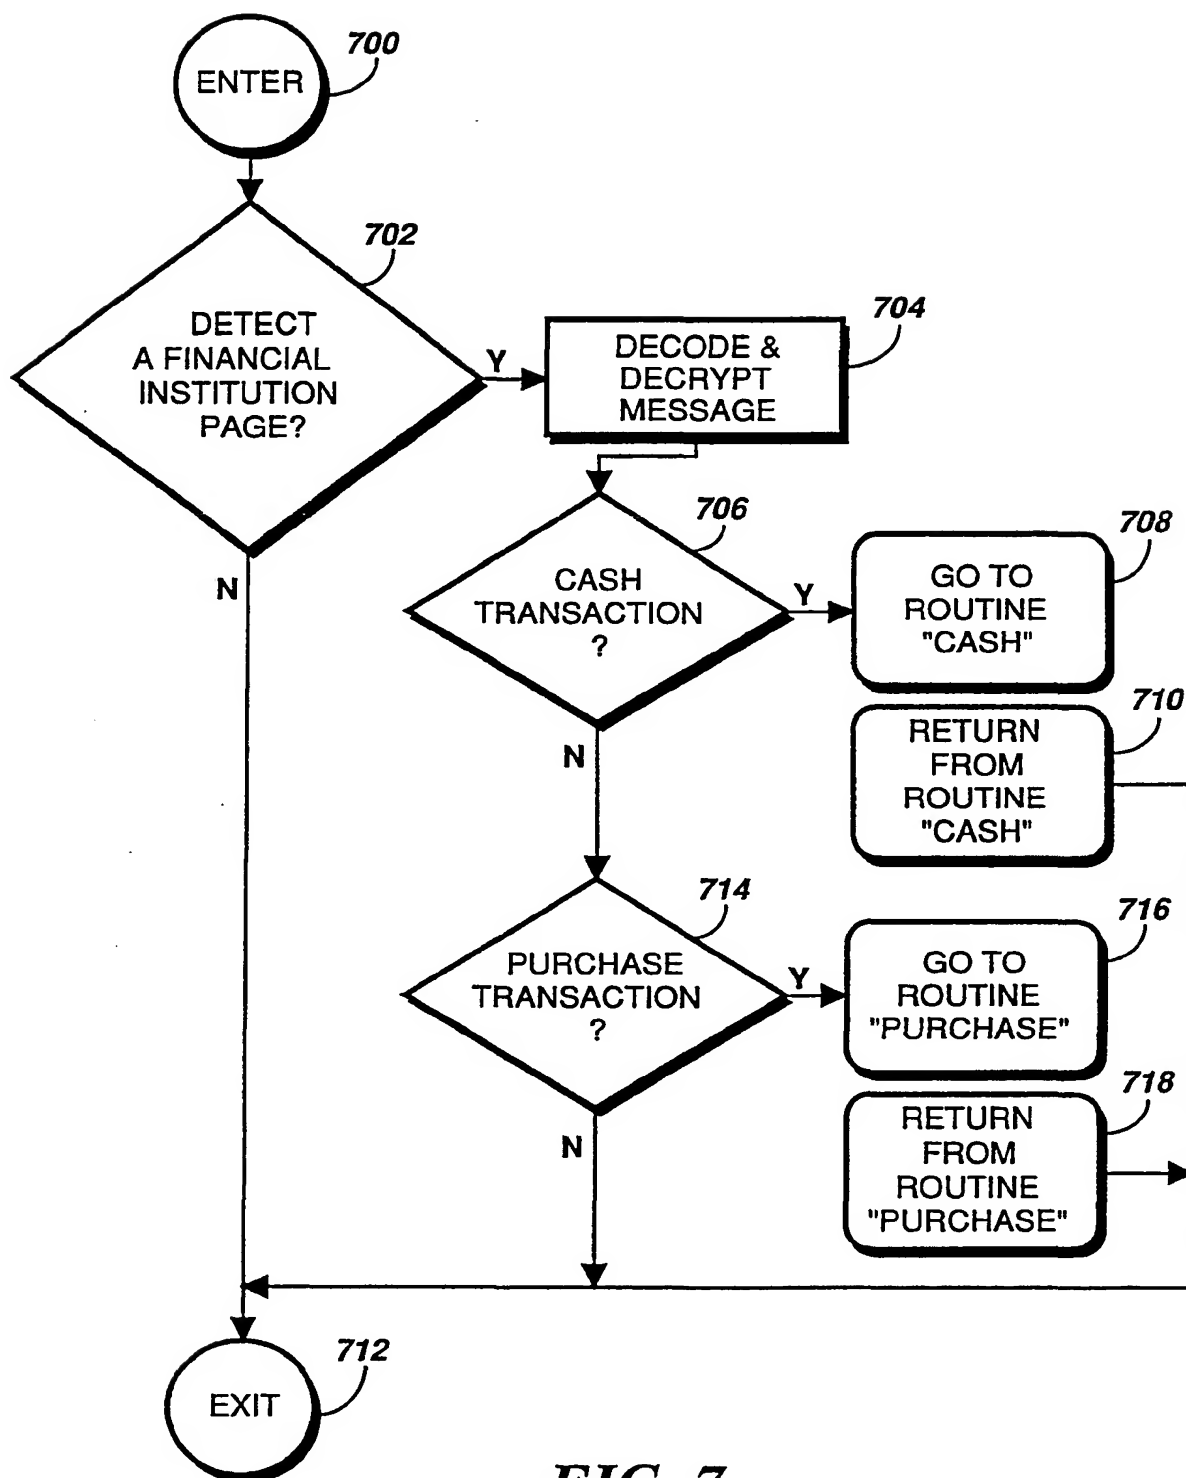 700
ENTER
702
DETECT
A FINANCIAL
INSTITUTION
PAGE?
Y
N
704
DECODE &
DECRYPT
MESSAGE
706
CASH
TRANSACTION
?
Y
N
708
GO TO
ROUTINE
"CASH"
710
RETURN
FROM
ROUTINE
"CASH"
714
PURCHASE
TRANSACTION
?
Y
N
716
GO TO
ROUTINE
"PURCHASE"
718
RETURN
FROM
ROUTINE
"PURCHASE"
712
EXIT
FIG. 7